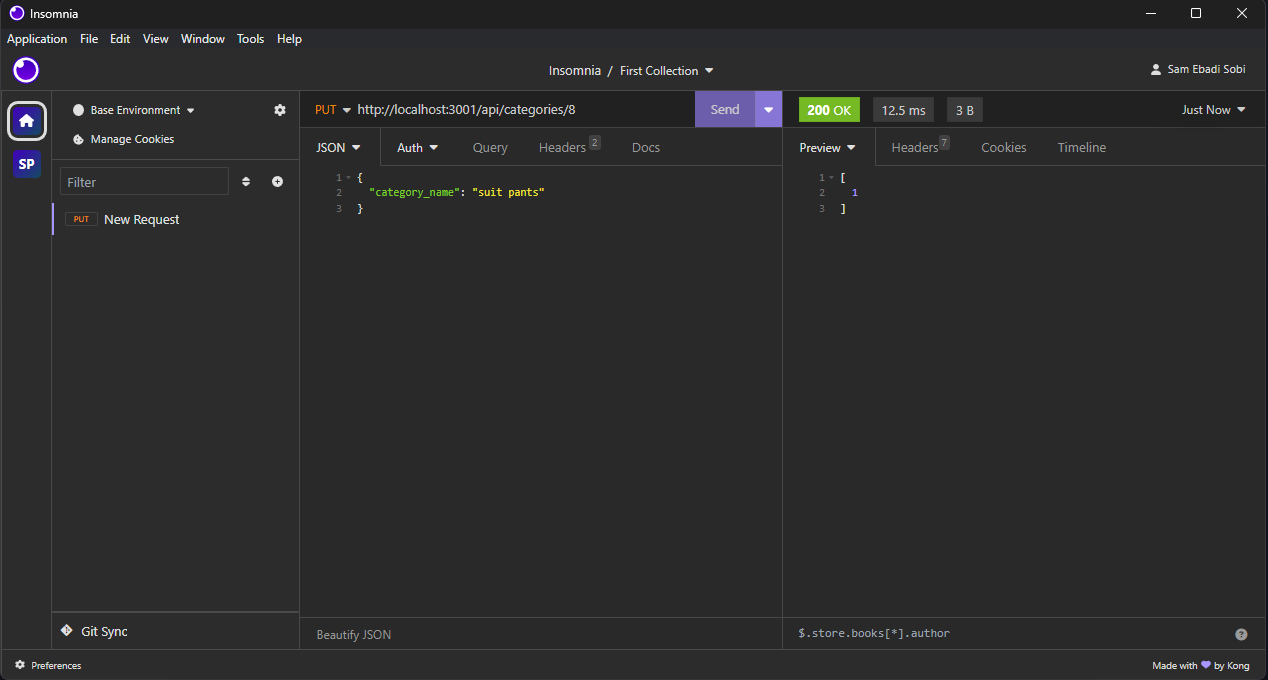 Insomnia
Application File Edit View Window Tools Help
Insomnia / First Collection
Sam Ebadi Sobi
Base Environment
Manage Cookies
SP
Filter
PUT New Request
Git Sync
Preferences
PUT http://localhost:3001/api/categories/8 Send
JSON Auth Query Headers 2 Docs
1 {
2 "category_name": "suit pants"
3 }
Beautify JSON
200 OK 12.5 ms 3 B Just Now
Preview Headers 7 Cookies Timeline
1 [
2 1
3 ]
$.store.books[*].author ?
Made with 💜 by Kong